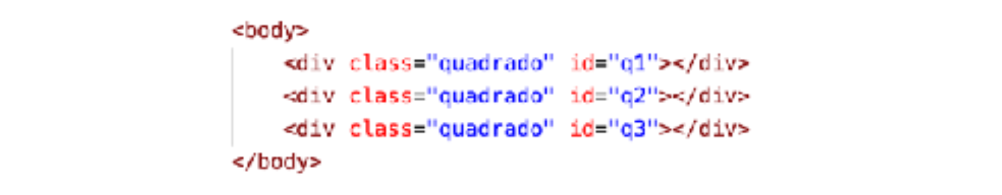 <body>
<div class="quadrado" id="q1"></div>
<div class="quadrado" id="q2"></div>
<div class="quadrado" id="q3"></div>
</body>